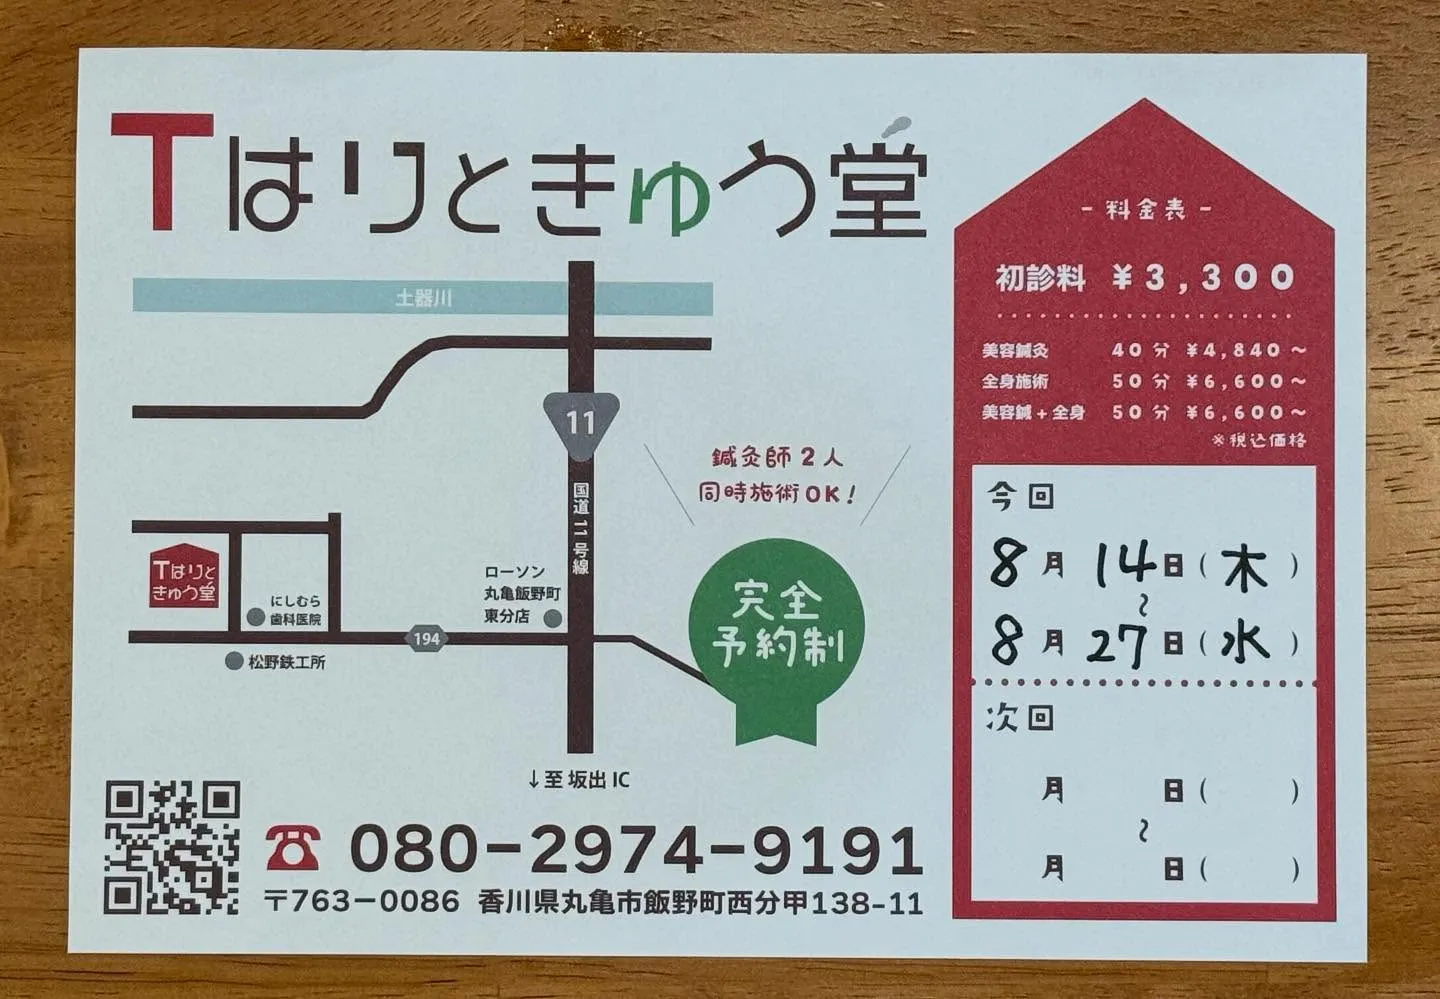 Tはりときゅう堂
土器川
11
国道11号線
鍼灸師2人
同時施術OK!
完全
予約制
Tはりと
きゅう堂
にしむら
歯科医院
松野鉄工所
194
ローソン
丸亀飯野町
東分店
↓至 坂出 IC
☎ 080-2974-9191
〒763-0086 香川県丸亀市飯野町西分甲138-11
- 料金表 -
初診料 ¥3,300
美容鍼灸 40分 ¥4,840~
全身施術 50分 ¥6,600~
美容鍼+全身 50分 ¥6,600~
※税込価格
今回
8月14日(木)
~
8月27日(水)
次回
月 日( )
~
月 日( )